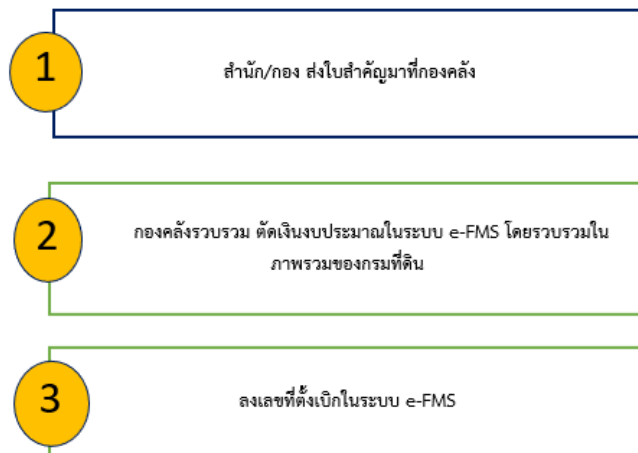 1
สำนัก/กอง ส่งใบสำคัญมาที่กองคลัง
2
กองคลังรวบรวม ตัดเงินงบประมาณในระบบ e-FMS โดยรวบรวมใน
ภาพรวมของกรมที่ดิน
3
ลงเลขที่ตั้งเบิกในระบบ e-FMS